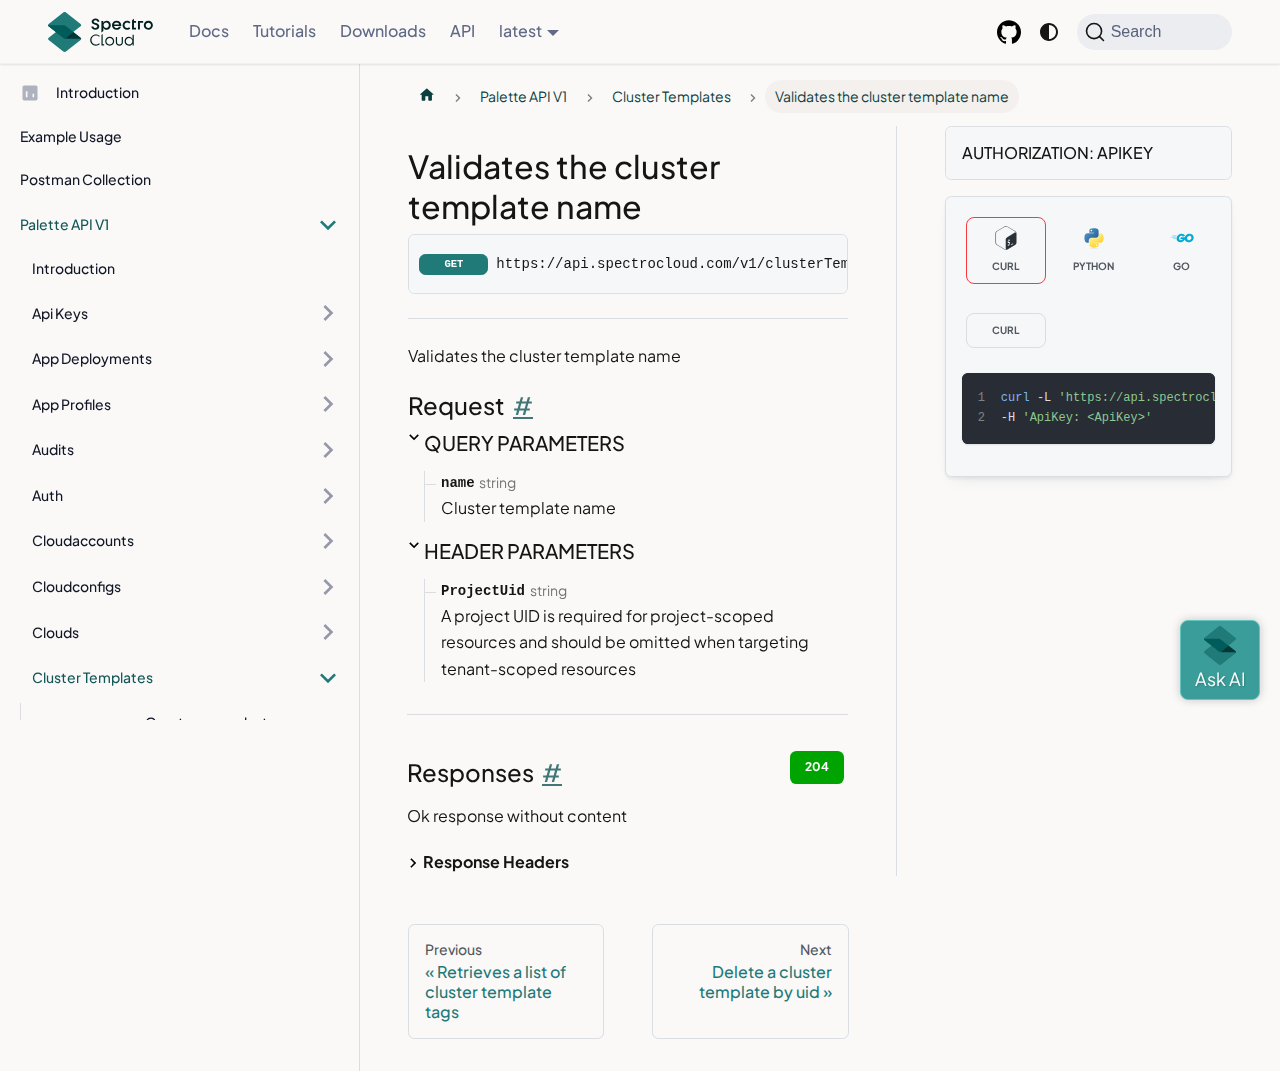 Spectro Cloud
Docs
Tutorials
Downloads
API
latest
Search
Introduction
Example Usage
Postman Collection
Palette API V1
Introduction
Api Keys
App Deployments
App Profiles
Audits
Auth
Cloudaccounts
Cloudconfigs
Clouds
Cluster Templates
Palette API V1
Cluster Templates
Validates the cluster template name
Validates the cluster
template name
GET https://api.spectrocloud.com/v1/clusterTem
Validates the cluster template name
Request #
QUERY PARAMETERS
name string
Cluster template name
HEADER PARAMETERS
ProjectUid string
A project UID is required for project-scoped
resources and should be omitted when targeting
tenant-scoped resources
Responses #
204
Ok response without content
Response Headers
Previous
« Retrieves a list of
cluster template
tags
Next
Delete a cluster
template by uid »
AUTHORIZATION: APIKEY
CURL
PYTHON
GO
CURL
1 curl -L 'https://api.spectrocl
2 -H 'ApiKey: <ApiKey>'
Ask AI